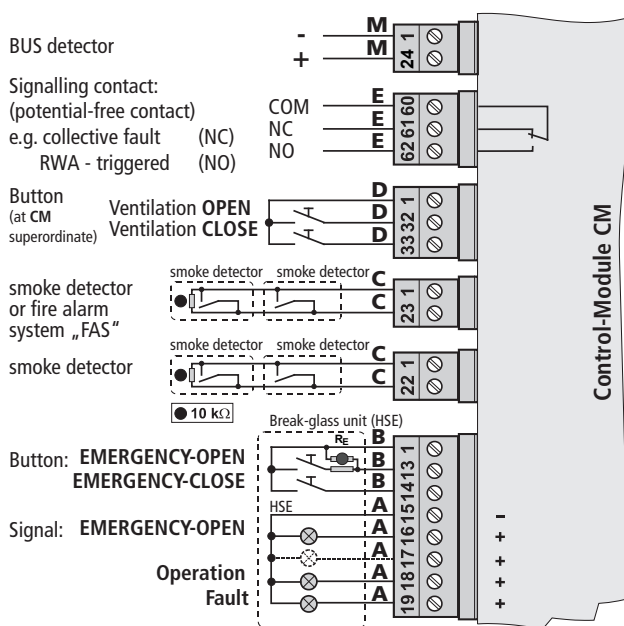 BUS detector
-
+
M
M
24 1
Signalling contact:
(potential-free contact)
e.g. collective fault (NC)
RWA - triggered (NO)
COM
NC
NO
E
E
E
62 61 60
Button
(at CM
superordinate)
Ventilation OPEN
Ventilation CLOSE
D
D
D
33 32 1
smoke detector
or fire alarm
system „FAS“
smoke detector smoke detector
C
C
23 1
smoke detector
smoke detector smoke detector
C
C
22 1
10 kΩ
Break-glass unit (HSE)
Button: EMERGENCY-OPEN
EMERGENCY-CLOSE
RE
B
B
B
HSE
Signal: EMERGENCY-OPEN
Operation
Fault
A
A
A
A
A
19 18 17 16 15 14 13 1
-
+
+
+
+
Control-Module CM